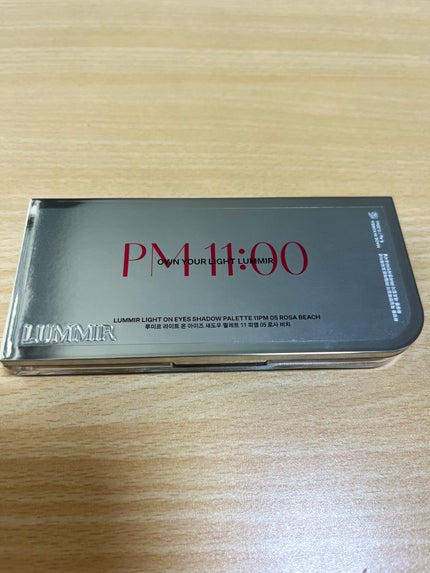 PM 11:00
OWN YOUR LIGHT LUMMIR
LUMMIR LIGHT ON EYES SHADOW PALETTE 11PM 05 ROSA BEACH
루미르 라이트 온 아이즈 섀도우 팔레트 11 피엠 05 로사 비치
LUMMIR